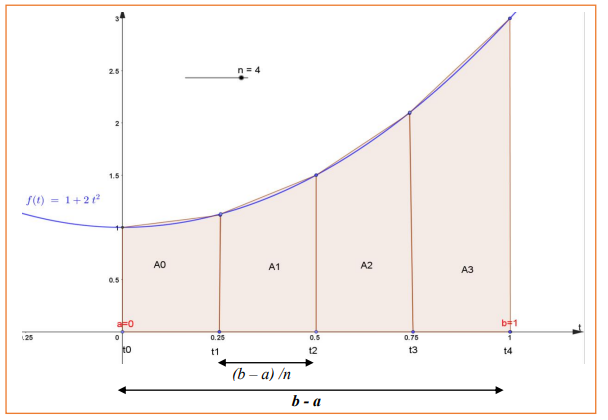 3
2.5
n = 4
2
1.5
f(t) = 1 + 2 t²
1
A0
A1
A2
A3
0.5
a=0
b=1
t
.25
0
0.25
0.5
0.75
1
t0
t1
t2
t3
t4
(b – a) /n
b - a